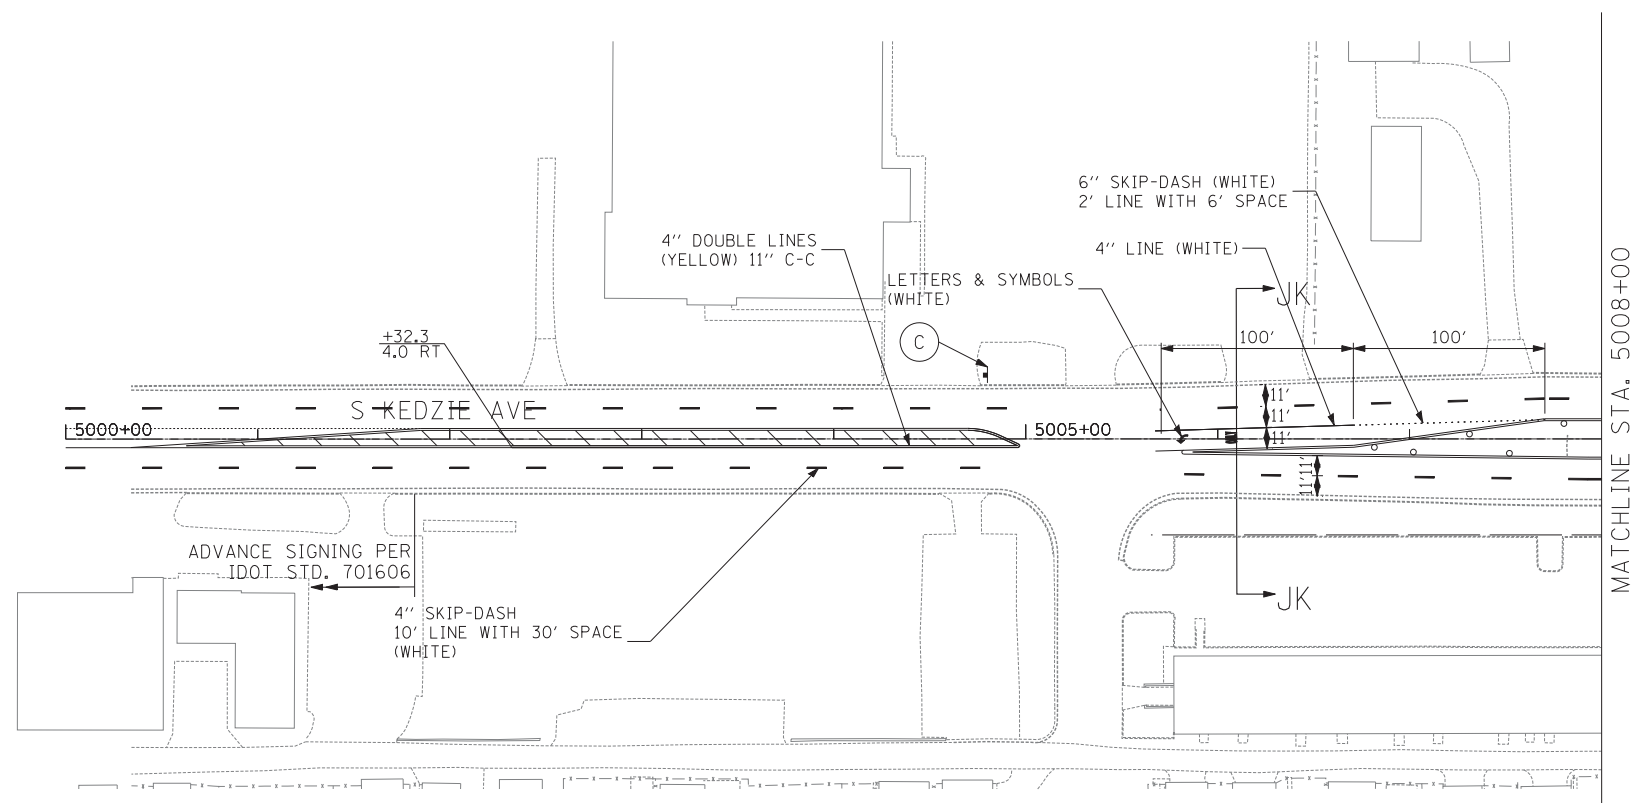 6'' SKIP-DASH (WHITE)
2' LINE WITH 6' SPACE
4'' DOUBLE LINES
(YELLOW) 11'' C-C
4'' LINE (WHITE)
LETTERS & SYMBOLS
(WHITE)
JK
+32.3
4.0 RT
C
100'
100'
S KEDZIE AVE
11'
11'
11'
5000+00
5005+00
11'
11'
MATCHLINE STA. 5008+00
ADVANCE SIGNING PER
IDOT STD. 701606
4'' SKIP-DASH
10' LINE WITH 30' SPACE
(WHITE)
JK